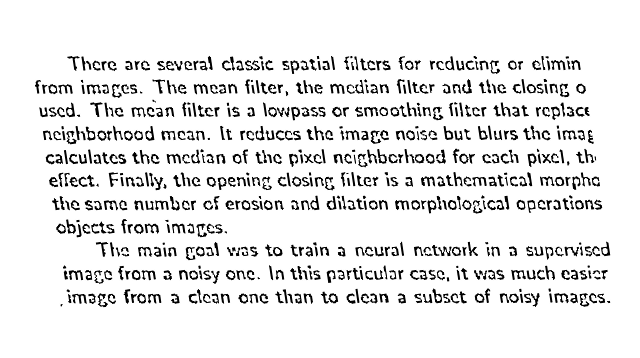 There are several classic spatial filters for reducing or elimin
from images. The mean filter, the median filter and the closing o
used. The mean filter is a lowpass or smoothing filter that replace
neighborhood mean. It reduces the image noise but blurs the imag
calculates the median of the pixel neighborhood for each pixel, th
effect. Finally, the opening closing filter is a mathematical morpho
the same number of erosion and dilation morphological operations
objects from images.
The main goal was to train a neural network in a supervised
image from a noisy one. In this particular case, it was much easier
image from a clean one than to clean a subset of noisy images.